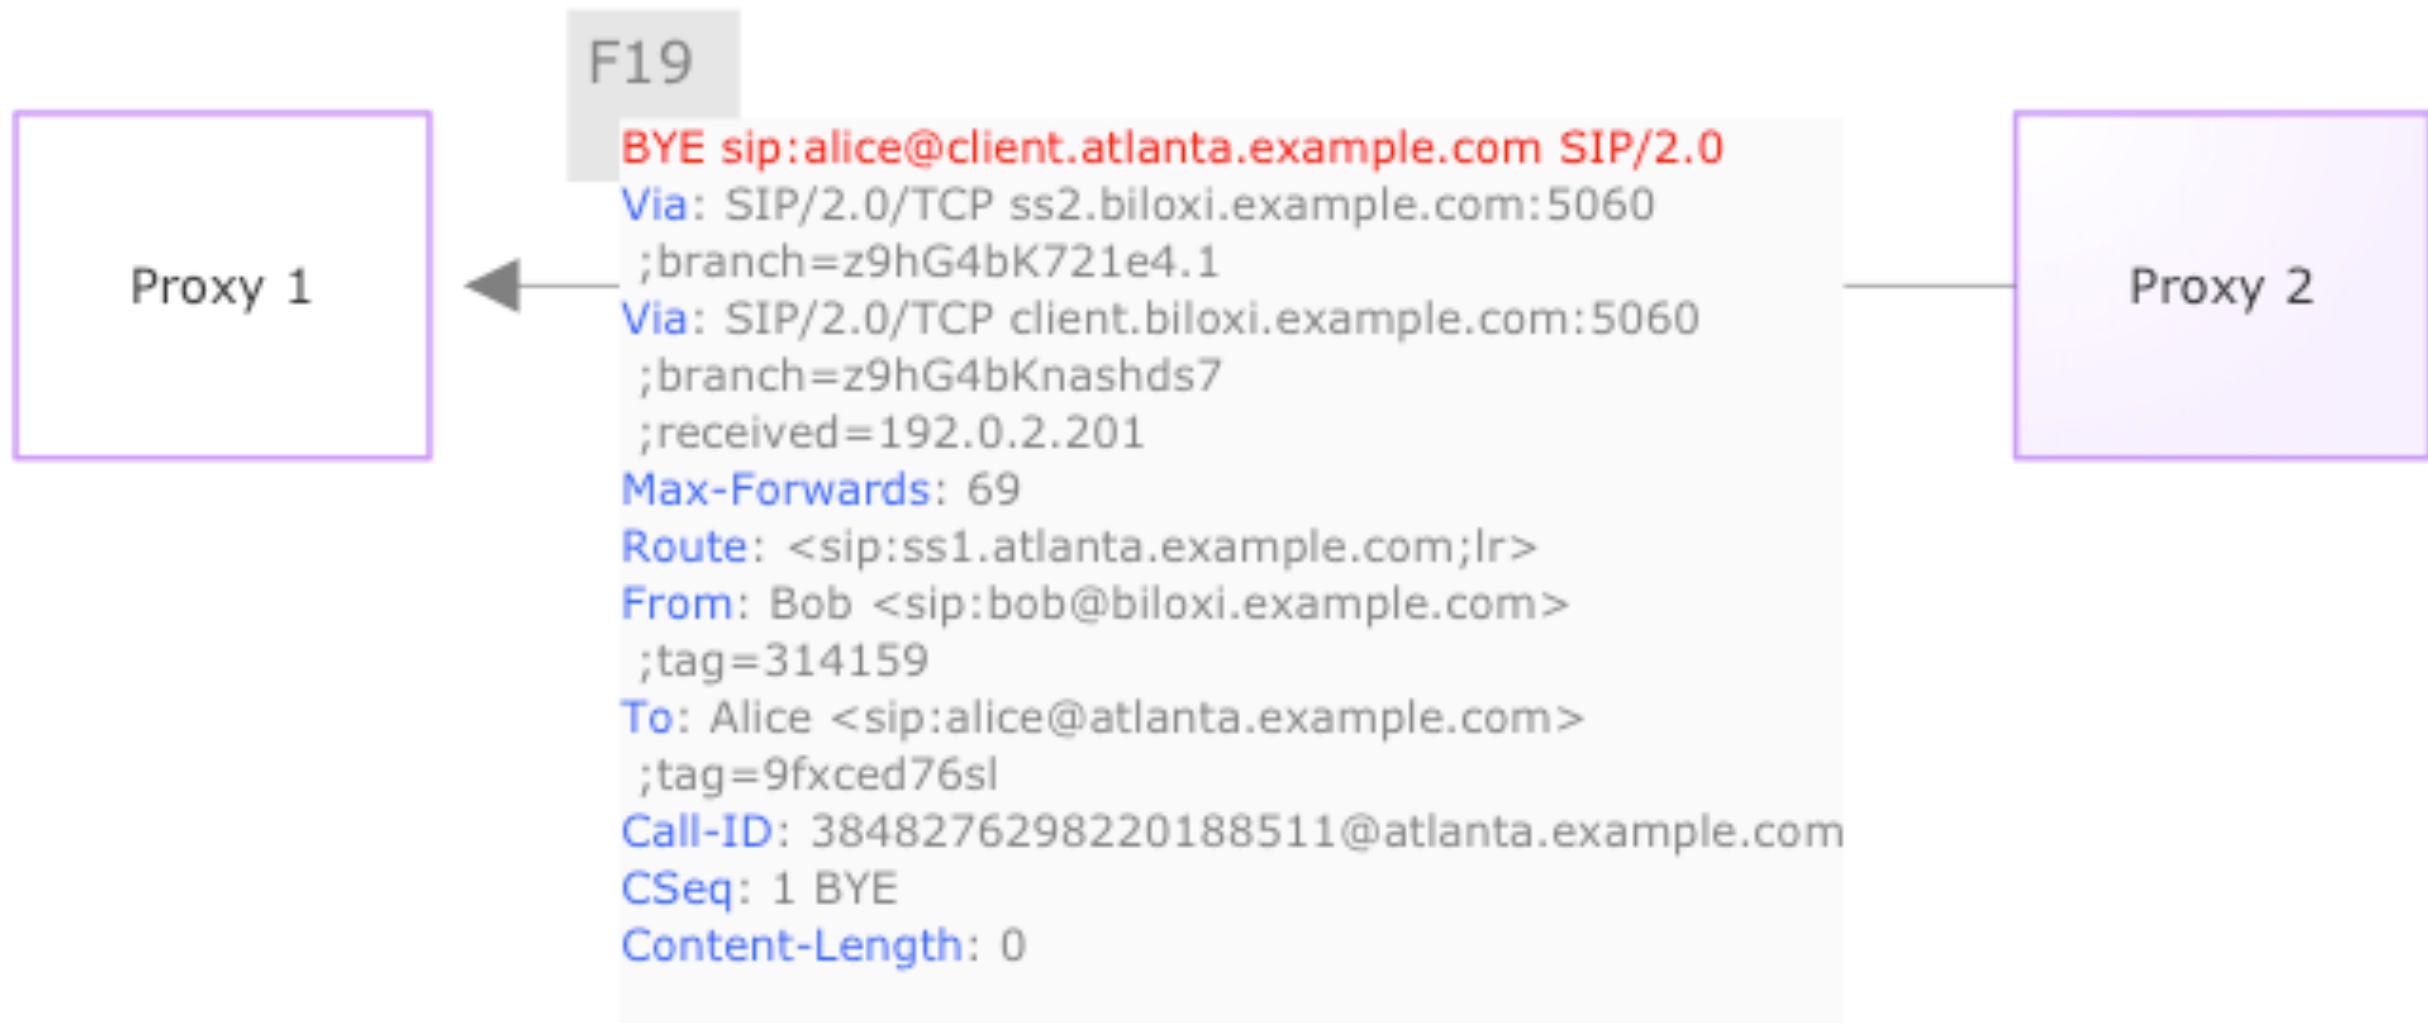 F19
BYE sip:alice@client.atlanta.example.com SIP/2.0
Via: SIP/2.0/TCP ss2.biloxi.example.com:5060
;branch=z9hG4bK721e4.1
Via: SIP/2.0/TCP client.biloxi.example.com:5060
;branch=z9hG4bKnashds7
;received=192.0.2.201
Max-Forwards: 69
Route: <sip:ss1.atlanta.example.com;lr>
From: Bob <sip:bob@biloxi.example.com>
;tag=314159
To: Alice <sip:alice@atlanta.example.com>
;tag=9fxced76sl
Call-ID: 3848276298220188511@atlanta.example.com
CSeq: 1 BYE
Content-Length: 0
Proxy 1
Proxy 2